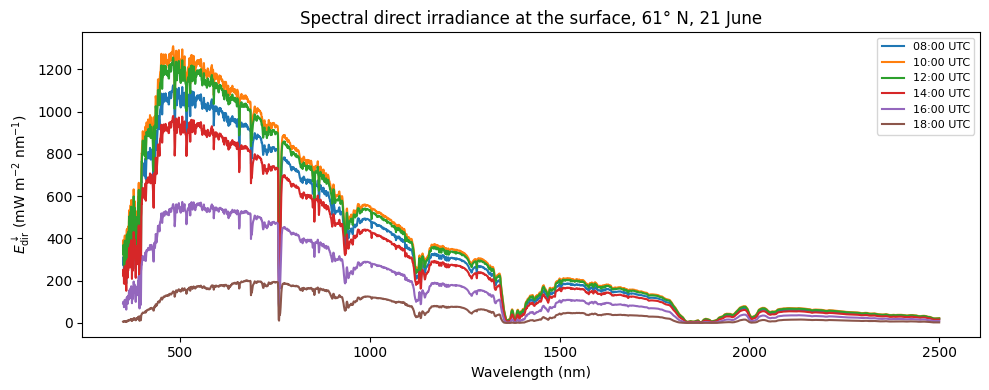 Spectral direct irradiance at the surface, 61° N, 21 June
1200
1000
800
600
400
200
0
E↓dir (mW m⁻² nm⁻¹)
08:00 UTC
10:00 UTC
12:00 UTC
14:00 UTC
16:00 UTC
18:00 UTC
500
1000
1500
2000
2500
Wavelength (nm)